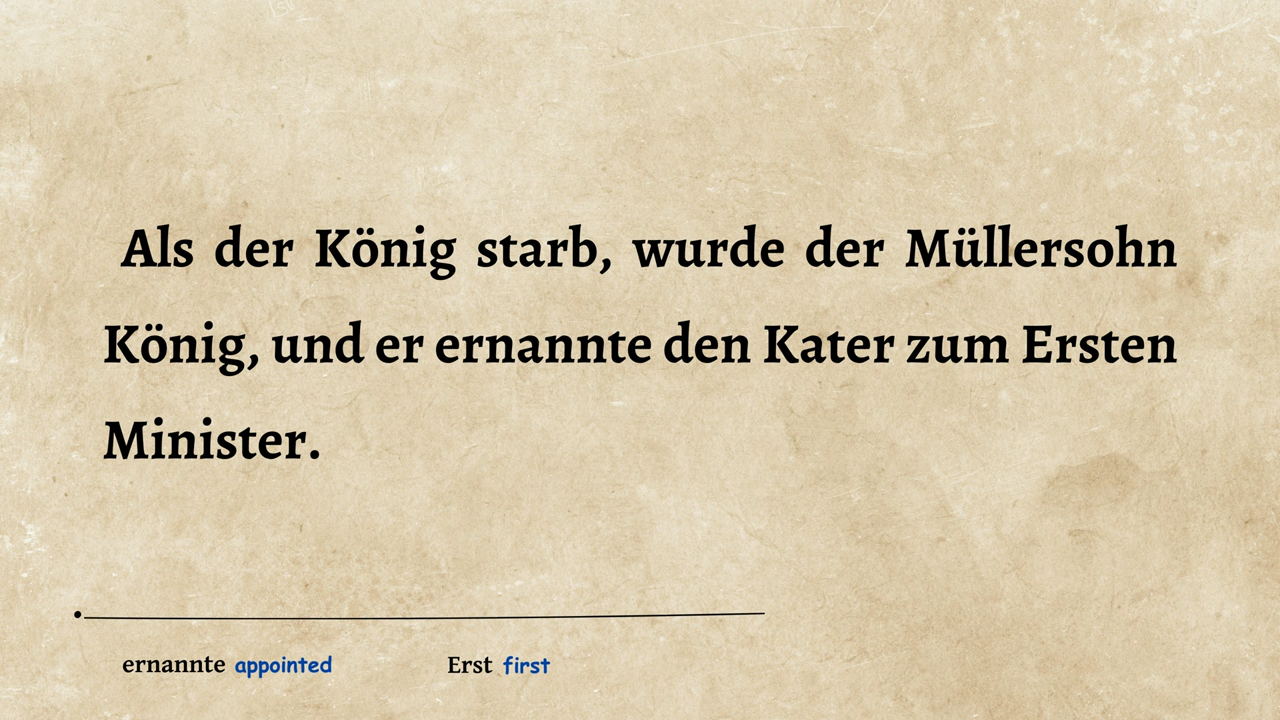 Als der König starb, wurde der Müllersohn
König, und er ernannte den Kater zum Ersten
Minister.
ernannte appointed Erst first